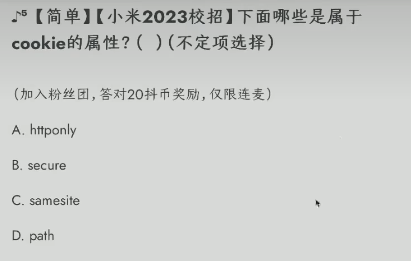 ♪⁵【简单】【小米2023校招】下面哪些是属于
cookie的属性？( )（不定项选择）
（加入粉丝团，答对20抖币奖励，仅限连麦）
A. httponly
B. secure
C. samesite
D. path